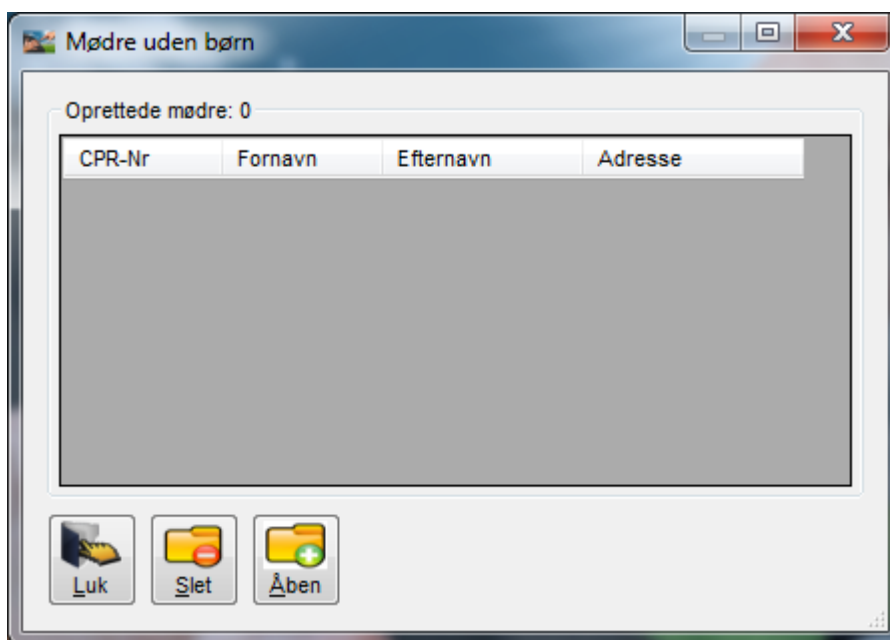 Mødre uden børn
Oprettede mødre: 0
CPR-Nr Fornavn Efternavn Adresse
Luk Slet Åben